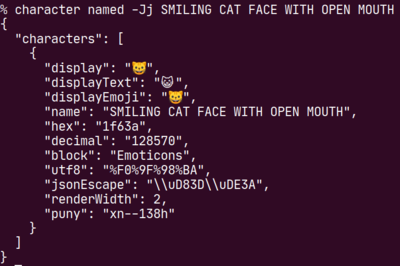 % character named -Jj SMILING CAT FACE WITH OPEN MOUTH
{
  "characters": [
    {
      "display": "😺",
      "displayText": "😺︎",
      "displayEmoji": "😺️",
      "name": "SMILING CAT FACE WITH OPEN MOUTH",
      "hex": "1f63a",
      "decimal": "128570",
      "block": "Emoticons",
      "utf8": "%F0%9F%98%BA",
      "jsonEscape": "\\uD83D\\uDE3A",
      "renderWidth": 2,
      "puny": "xn--138h"
    }
  ]
}